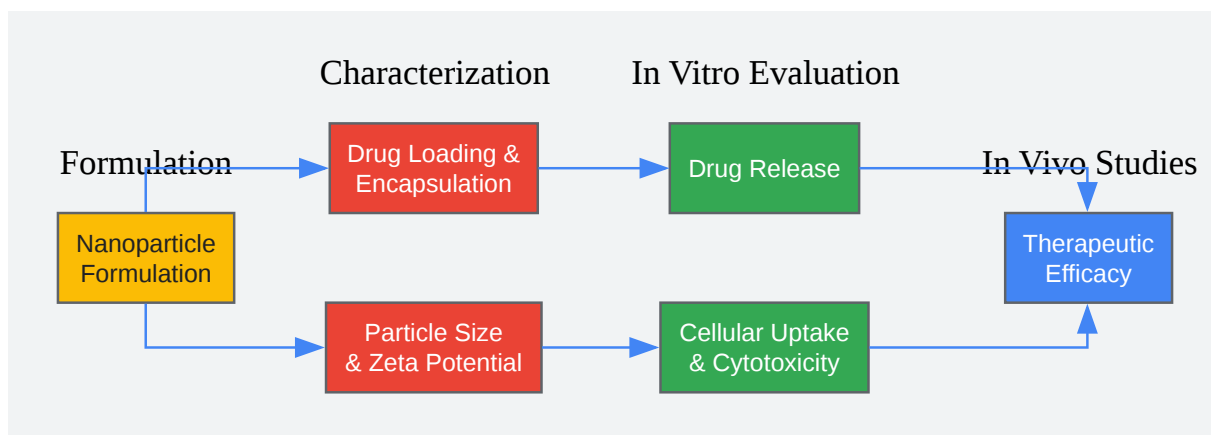 Characterization
In Vitro Evaluation
Formulation
In Vivo Studies
Drug Loading &
Encapsulation
Drug Release
Nanoparticle
Formulation
Therapeutic
Efficacy
Particle Size
& Zeta Potential
Cellular Uptake
& Cytotoxicity